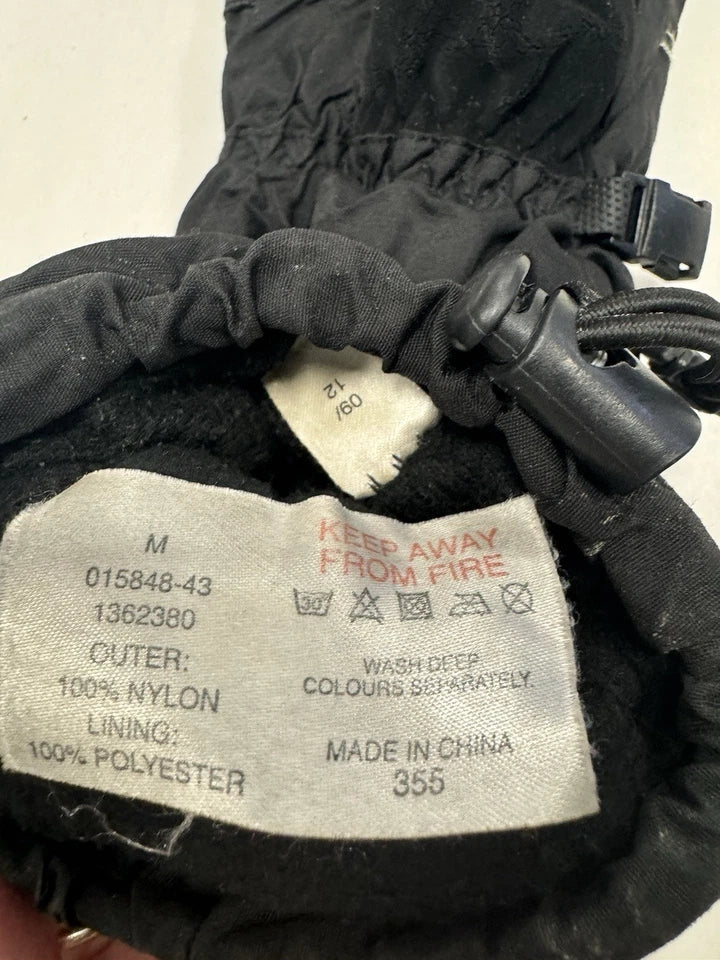 09/
12
M
015848-43
1362380
OUTER:
100% NYLON
LINING:
100% POLYESTER
KEEP AWAY
FROM FIRE
30
WASH DEEP
COLOURS SEPARATELY.
MADE IN CHINA
355